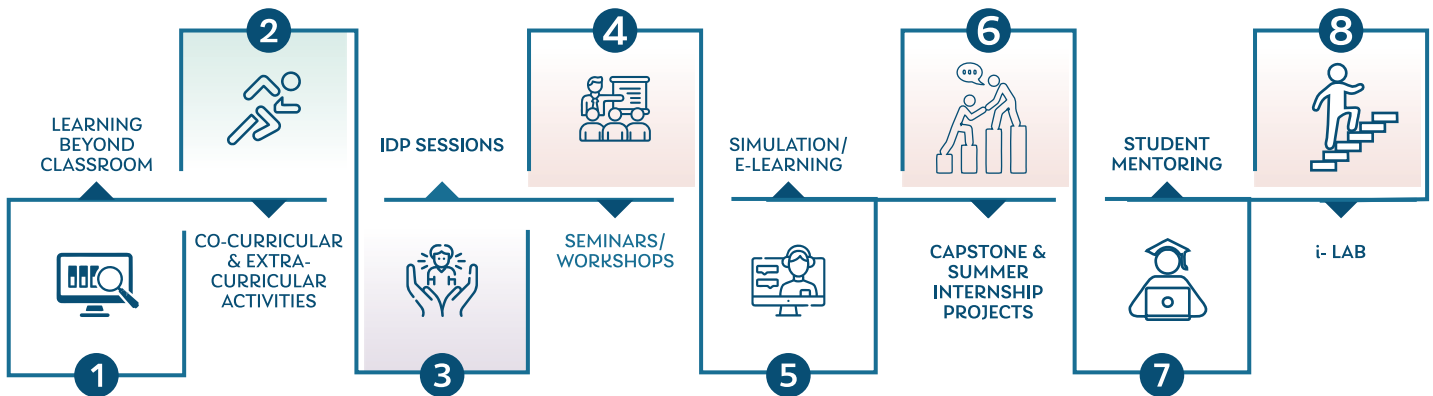 1
LEARNING
BEYOND
CLASSROOM
2
CO-CURRICULAR
& EXTRA-
CURRICULAR
ACTIVITIES
3
IDP SESSIONS
4
SEMINARS/
WORKSHOPS
5
SIMULATION/
E-LEARNING
6
CAPSTONE &
SUMMER
INTERNSHIP
PROJECTS
7
STUDENT
MENTORING
8
i- LAB